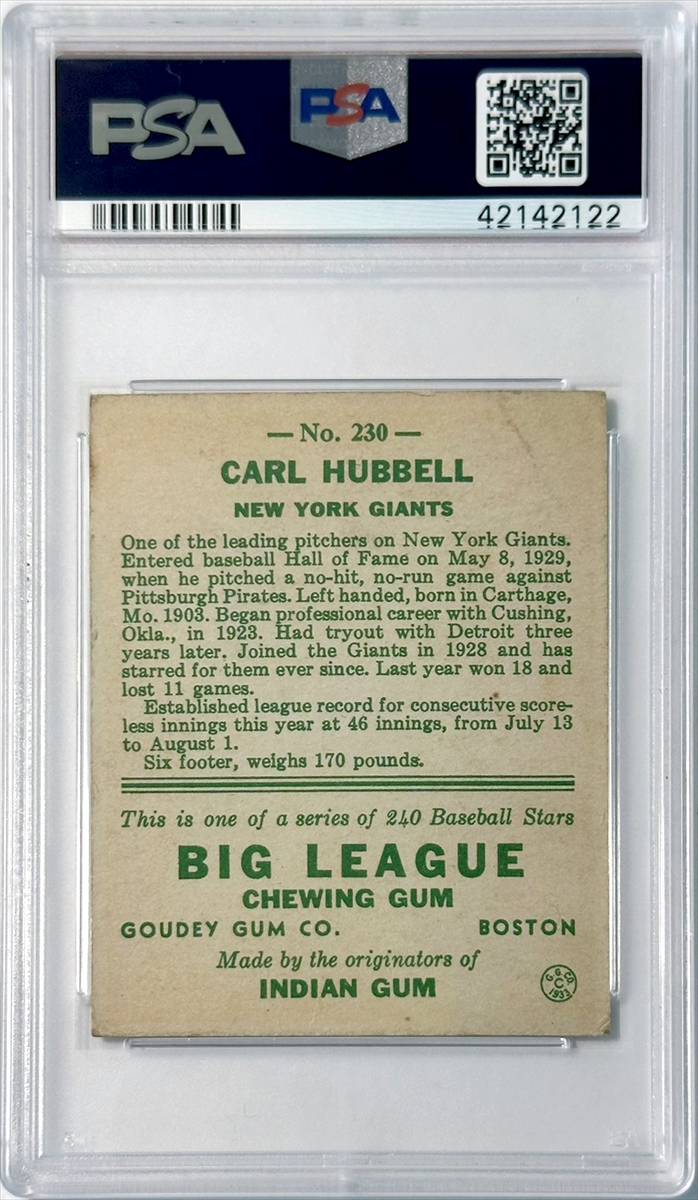 PSA
PSA
42142122
— No. 230 —
CARL HUBBELL
NEW YORK GIANTS
One of the leading pitchers on New York Giants.
Entered baseball Hall of Fame on May 8, 1929,
when he pitched a no-hit, no-run game against
Pittsburgh Pirates. Left handed, born in Carthage,
Mo. 1903. Began professional career with Cushing,
Okla., in 1923. Had tryout with Detroit three
years later. Joined the Giants in 1928 and has
starred for them ever since. Last year won 18 and
lost 11 games.
Established league record for consecutive score-
less innings this year at 46 innings, from July 13
to August 1.
Six footer, weighs 170 pounds.
This is one of a series of 240 Baseball Stars
BIG LEAGUE
CHEWING GUM
GOUDEY GUM CO. BOSTON
Made by the originators of
INDIAN GUM
G. G. CO.
C
1933